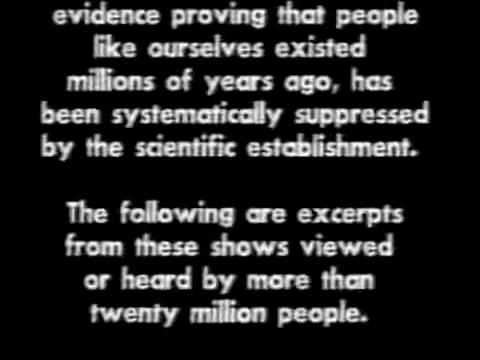 evidence proving that people
like ourselves existed
millions of years ago, has
been systematically suppressed
by the scientific establishment.
The following are excerpts
from these shows viewed
or heard by more than
twenty million people.